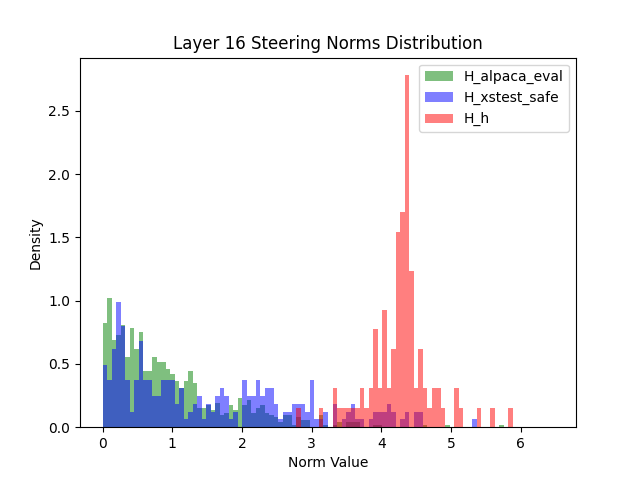 Layer 16 Steering Norms Distribution
H_alpaca_eval
H_xstest_safe
H_h
Density
2.5
2.0
1.5
1.0
0.5
0.0
0 1 2 3 4 5 6
Norm Value